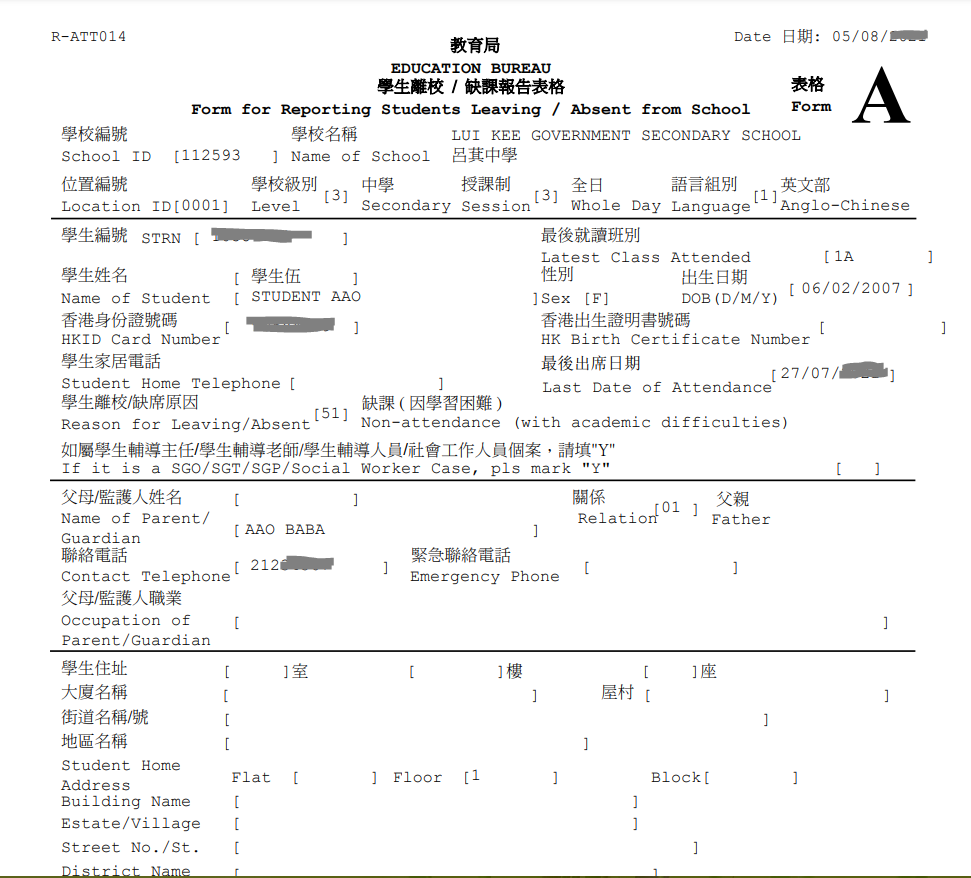 R-ATT014
Date 日期: 05/08/
教育局
EDUCATION BUREAU
學生離校 / 缺課報告表格
表格
Form for Reporting Students Leaving / Absent from School
Form A
學校編號 學校名稱 LUI KEE GOVERNMENT SECONDARY SCHOOL
School ID [112593 ] Name of School 呂萁中學
位置編號 學校級別 中學 授課制 全日 語言組別 英文部
Location ID[0001] Level [3] Secondary Session [3] Whole Day Language [1] Anglo-Chinese
學生編號 STRN [ ] 最後就讀班別
Latest Class Attended [1A ]
學生姓名 [ 學生伍 ] 性別 出生日期
Name of Student [ STUDENT AAO ]Sex [F] DOB(D/M/Y) [ 06/02/2007 ]
香港身份證號碼 [ ] 香港出生證明書號碼 [ ]
HKID Card Number HK Birth Certificate Number
學生家居電話 最後出席日期 [27/07/ ]
Student Home Telephone [ ] Last Date of Attendance
學生離校/缺席原因 [51] 缺課 ( 因學習困難 )
Reason for Leaving/Absent Non-attendance (with academic difficulties)
如屬學生輔導主任/學生輔導老師/學生輔導人員/社會工作人員個案，請填"Y"
If it is a SGO/SGT/SGP/Social Worker Case, pls mark "Y" [ ]
父母/監護人姓名 [ ] 關係 [01 ] 父親
Name of Parent/ Relation Father
Guardian [ AAO BABA ]
聯絡電話 [ 212 ] 緊急聯絡電話 [ ]
Contact Telephone Emergency Phone
父母/監護人職業
Occupation of [ ]
Parent/Guardian
學生住址 [ ]室 [ ]樓 [ ]座
大廈名稱 [ ] 屋村 [ ]
街道名稱/號 [ ]
地區名稱 [ ]
Student Home
Address Flat [ ] Floor [1 ] Block[ ]
Building Name [ ]
Estate/Village [ ]
Street No./St. [ ]
District Name [ ]